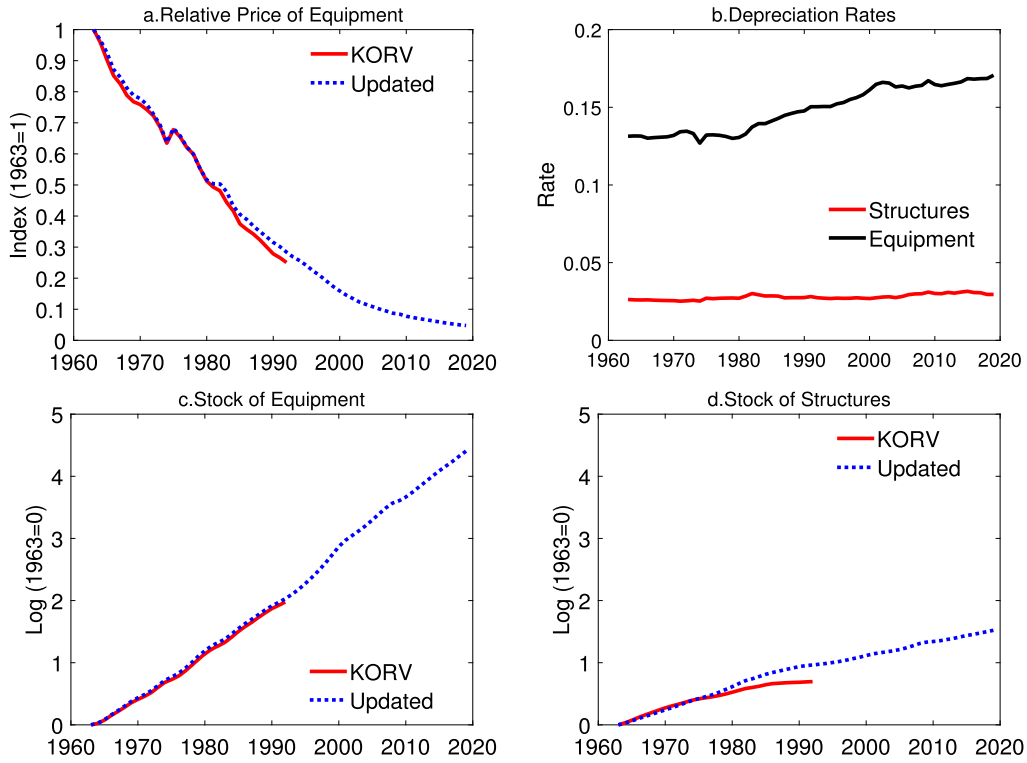 a.Relative Price of Equipment
Index (1963=1)
1
0.9
0.8
0.7
0.6
0.5
0.4
0.3
0.2
0.1
0
KORV
Updated
1960 1970 1980 1990 2000 2010 2020
b.Depreciation Rates
Rate
0.2
0.15
0.1
0.05
0
Structures
Equipment
1960 1970 1980 1990 2000 2010 2020
c.Stock of Equipment
Log (1963=0)
5
4
3
2
1
0
KORV
Updated
1960 1970 1980 1990 2000 2010 2020
d.Stock of Structures
Log (1963=0)
5
4
3
2
1
0
KORV
Updated
1960 1970 1980 1990 2000 2010 2020